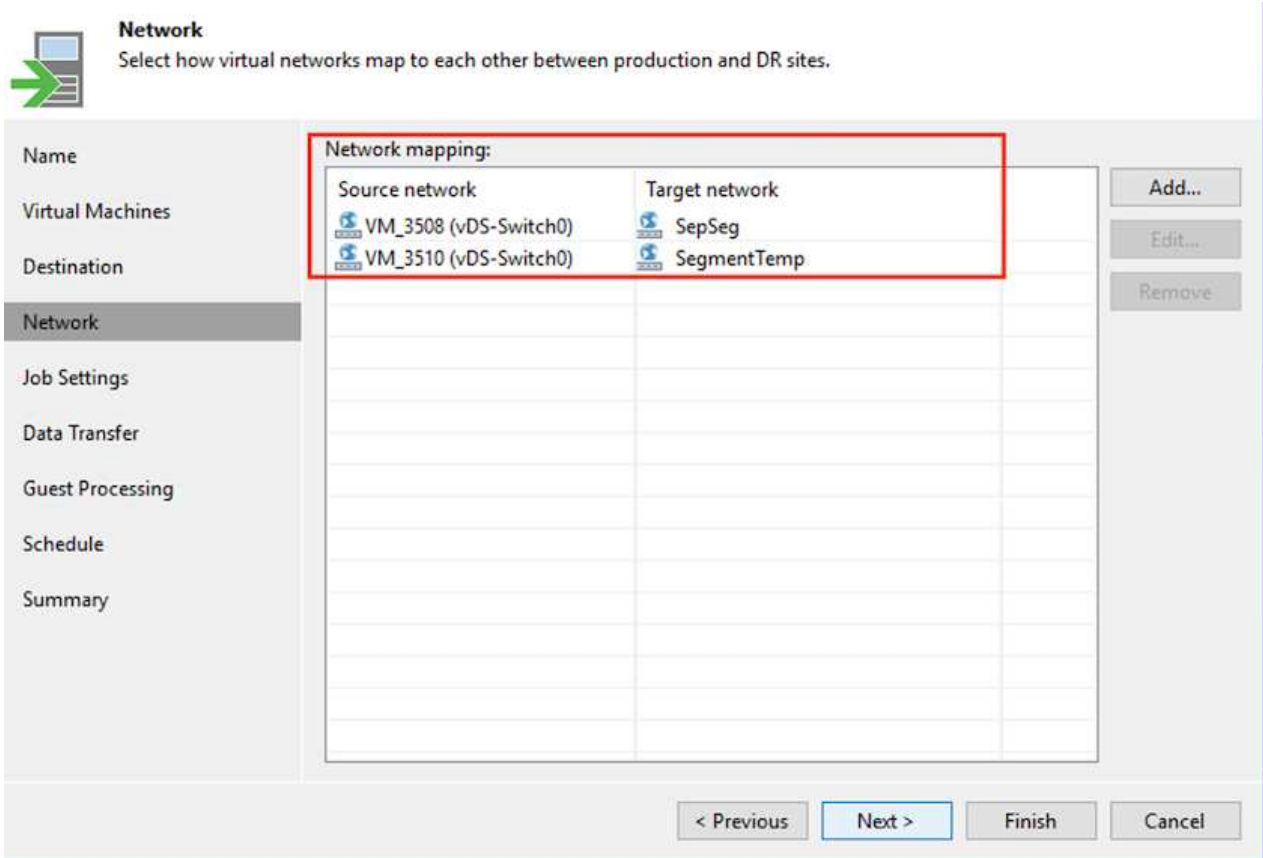 Network
Select how virtual networks map to each other between production and DR sites.
Name
Virtual Machines
Destination
Network
Job Settings
Data Transfer
Guest Processing
Schedule
Summary
Network mapping:
Source network Target network
VM_3508 (vDS-Switch0) SepSeg
VM_3510 (vDS-Switch0) SegmentTemp
Add...
Edit...
Remove
< Previous Next > Finish Cancel